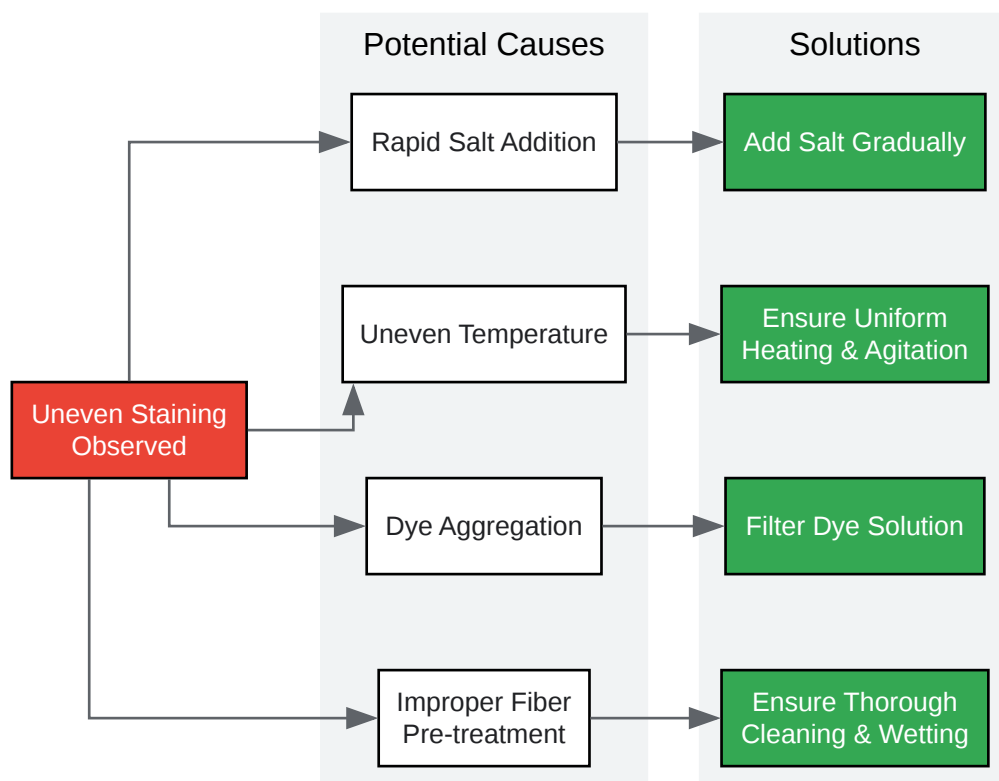 Potential Causes
Solutions
Rapid Salt Addition
Add Salt Gradually
Uneven Temperature
Ensure Uniform
Heating & Agitation
Uneven Staining
Observed
Dye Aggregation
Filter Dye Solution
Improper Fiber
Pre-treatment
Ensure Thorough
Cleaning & Wetting